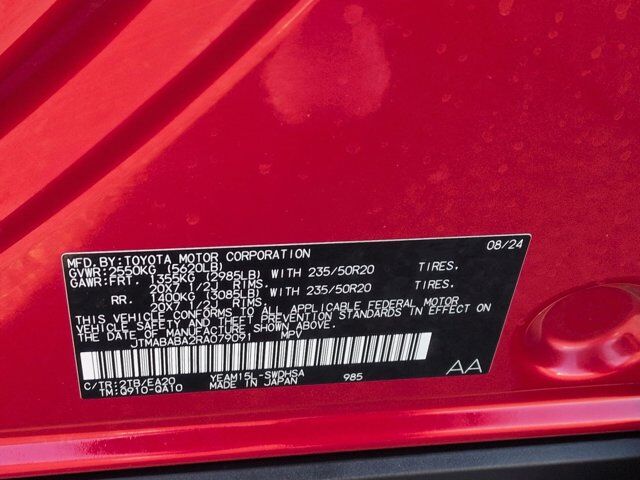 MFD.BY:TOYOTA MOTOR CORPORATION 08/24
GVWR:2550KG (5620LB)
GAWR:FRT. 1355KG (2985LB) WITH 235/50R20 TIRES.
20X7 1/2J RIMS.
RR. 1400KG (3085LB) WITH 235/50R20 TIRES.
20X7 1/2J RIMS.
THIS VEHICLE CONFORMS TO ALL APPLICABLE FEDERAL MOTOR
VEHICLE SAFETY AND THEFT PREVENTION STANDARDS IN EFFECT ON
THE DATE OF MANUFACTURE SHOWN ABOVE.
JTMABABA2RA079091 MPV
C/TR:2TB/EA20 YEAM15L-SWDHSA AA
TM:Q910-QA10 MADE IN JAPAN 985